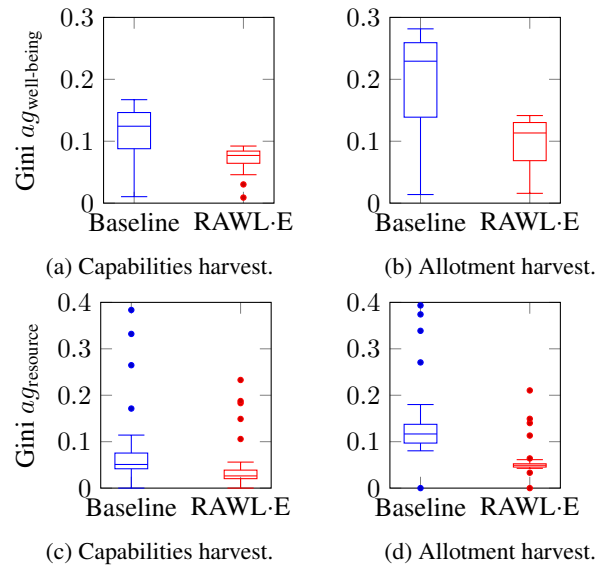 0.3
0.2
0.1
0
Gini ag_well-being
Baseline RAWL·E
(a) Capabilities harvest.
0.3
0.2
0.1
0
Baseline RAWL·E
(b) Allotment harvest.
0.4
0.3
0.2
0.1
0
Gini ag_resource
Baseline RAWL·E
(c) Capabilities harvest.
0.4
0.3
0.2
0.1
0
Baseline RAWL·E
(d) Allotment harvest.